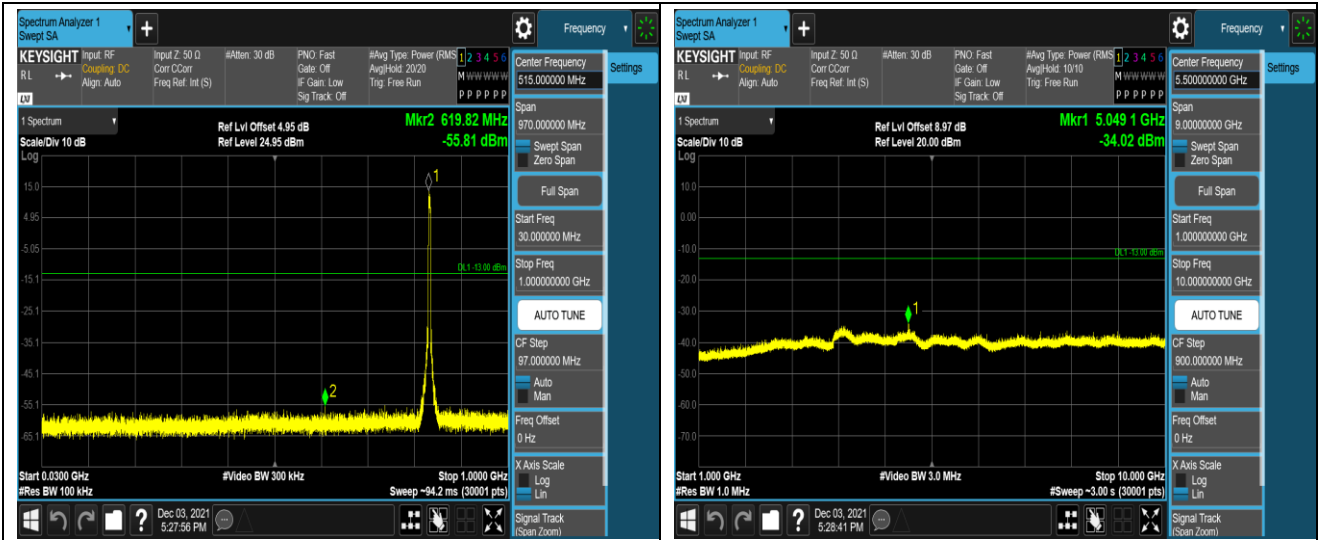 Spectrum Analyzer 1
Swept SA
+
Frequency
KEYSIGHT
RL
LXI
Input: RF
Coupling: DC
Align: Auto
Input Z: 50 Ω
Corr CCorr
Freq Ref: Int (S)
#Atten: 30 dB
PNO: Fast
Gate: Off
IF Gain: Low
Sig Track: Off
#Avg Type: Power (RMS
Avg|Hold: 20/20
Trig: Free Run
1 2 3 4 5 6
M W W W W W
P P P P P P
Center Frequency
515.000000 MHz
Settings
Span
970.000000 MHz
Swept Span
Zero Span
Full Span
Start Freq
30.000000 MHz
Stop Freq
1.000000000 GHz
AUTO TUNE
CF Step
97.000000 MHz
Auto
Man
Freq Offset
0 Hz
X Axis Scale
Log
Lin
Signal Track
(Span Zoom)
1 Spectrum
Scale/Div 10 dB
Log
Ref Lvl Offset 4.95 dB
Ref Level 24.95 dBm
Mkr2 619.82 MHz
-55.81 dBm
1
15.0
4.95
-5.05
DL1 -13.00 dBm
-15.1
-25.1
-35.1
-45.1
2
-55.1
-65.1
Start 0.0300 GHz
#Res BW 100 kHz
#Video BW 300 kHz
Stop 1.0000 GHz
Sweep ~94.2 ms (30001 pts)
?
Dec 03, 2021
5:27:56 PM
Spectrum Analyzer 1
Swept SA
+
Frequency
KEYSIGHT
RL
LXI
Input: RF
Coupling: DC
Align: Auto
Input Z: 50 Ω
Corr CCorr
Freq Ref: Int (S)
#Atten: 30 dB
PNO: Fast
Gate: Off
IF Gain: Low
Sig Track: Off
#Avg Type: Power (RMS
Avg|Hold: 10/10
Trig: Free Run
1 2 3 4 5 6
M W W W W W
P P P P P P
Center Frequency
5.500000000 GHz
Settings
Span
9.00000000 GHz
Swept Span
Zero Span
Full Span
Start Freq
1.000000000 GHz
Stop Freq
10.000000000 GHz
AUTO TUNE
CF Step
900.000000 MHz
Auto
Man
Freq Offset
0 Hz
X Axis Scale
Log
Lin
Signal Track
(Span Zoom)
1 Spectrum
Scale/Div 10 dB
Log
Ref Lvl Offset 8.97 dB
Ref Level 20.00 dBm
Mkr1 5.049 1 GHz
-34.02 dBm
10.0
0.00
-10.0
DL1 -13.00 dBm
-20.0
-30.0
1
-40.0
-50.0
-60.0
-70.0
Start 1.000 GHz
#Res BW 1.0 MHz
#Video BW 3.0 MHz
Stop 10.000 GHz
#Sweep ~3.00 s (30001 pts)
?
Dec 03, 2021
5:28:41 PM